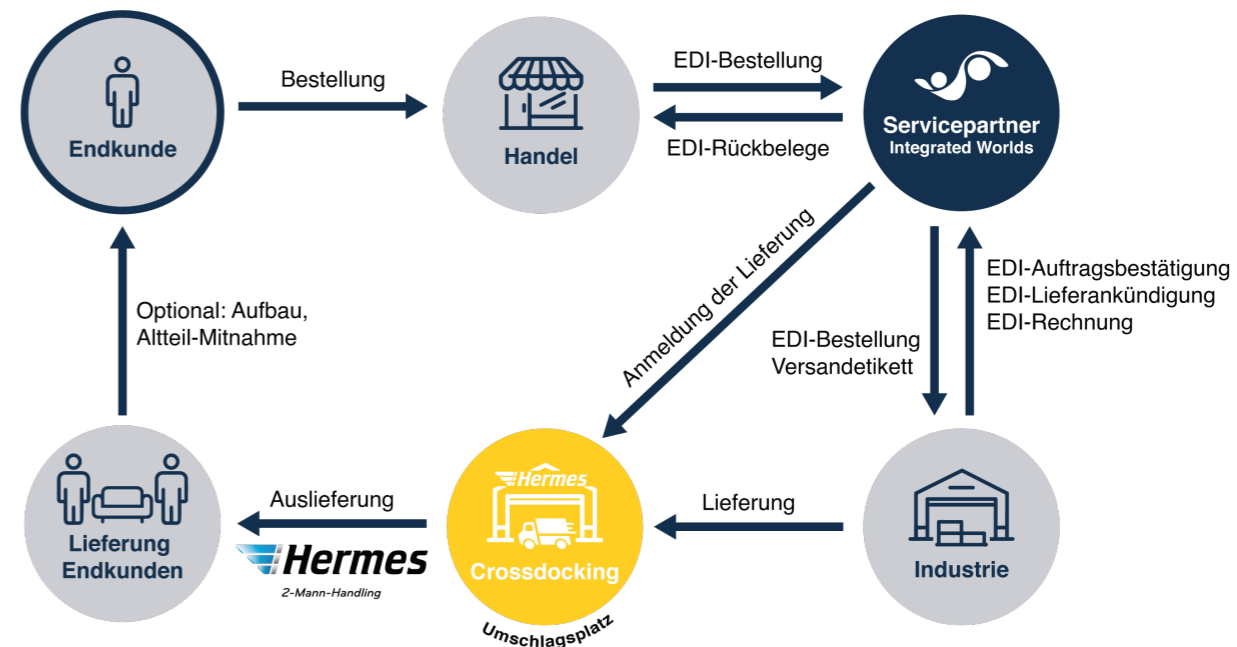 Endkunde
Bestellung
Handel
EDI-Bestellung
EDI-Rückbelege
Servicepartner
Integrated Worlds
Anmeldung der Lieferung
EDI-Bestellung
Versandetikett
EDI-Auftragsbestätigung
EDI-Lieferankündigung
EDI-Rechnung
Optional: Aufbau,
Altteil-Mitnahme
Lieferung
Endkunden
Auslieferung
Hermes
2-Mann-Handling
Hermes
Crossdocking
Umschlagsplatz
Lieferung
Industrie